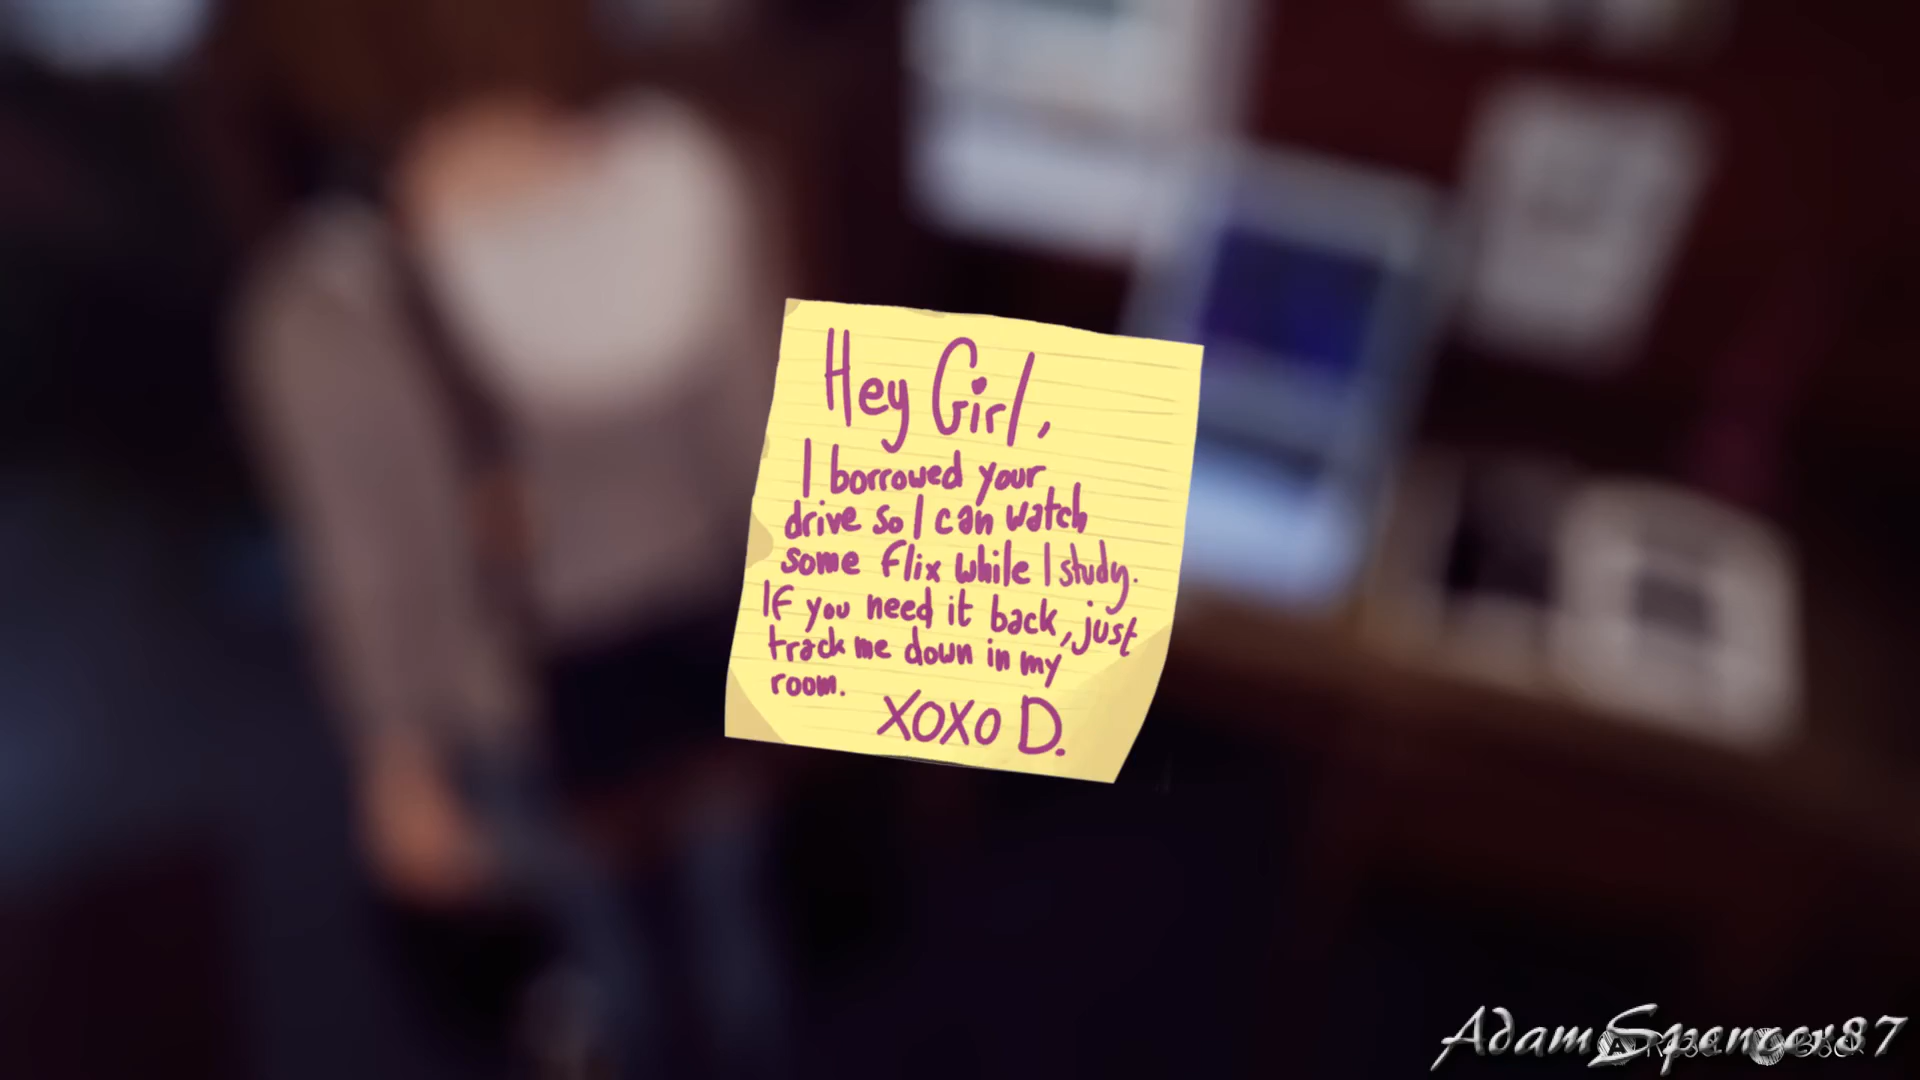 Hey Girl,
I borrowed your
drive so I can watch
some flix while I study.
If you need it back, just
track me down in my
room.
XOXO D.
AdamSpencer87